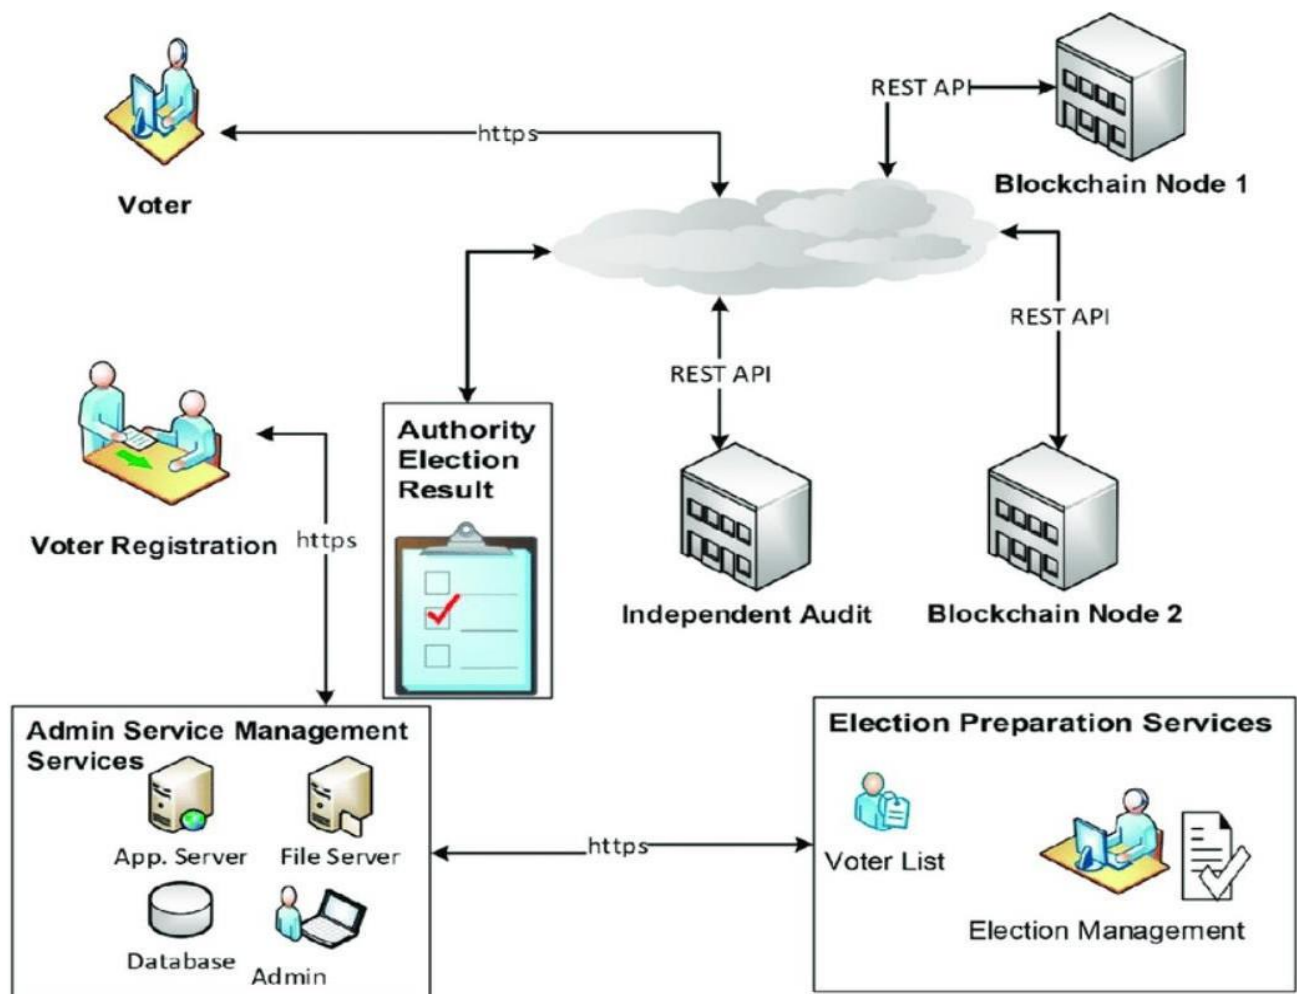 REST API
https
Blockchain Node 1
Voter
REST API
REST API
Authority
Election
Result
Voter Registration
https
Independent Audit
Blockchain Node 2
Admin Service Management
Services
App. Server
File Server
Database
Admin
https
Election Preparation Services
Voter List
Election Management